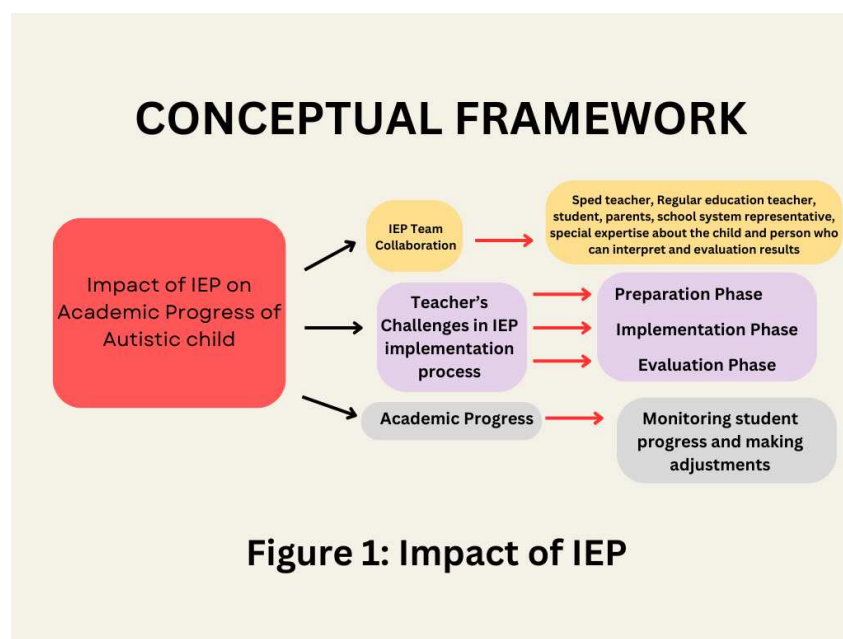 CONCEPTUAL FRAMEWORK
Impact of IEP on
Academic Progress of
Autistic child
IEP Team
Collaboration
Sped teacher, Regular education teacher,
student, parents, school system representative,
special expertise about the child and person who
can interpret and evaluation results
Teacher’s
Challenges in IEP
implementation
process
Preparation Phase
Implementation Phase
Evaluation Phase
Academic Progress
Monitoring student
progress and making
adjustments
Figure 1: Impact of IEP